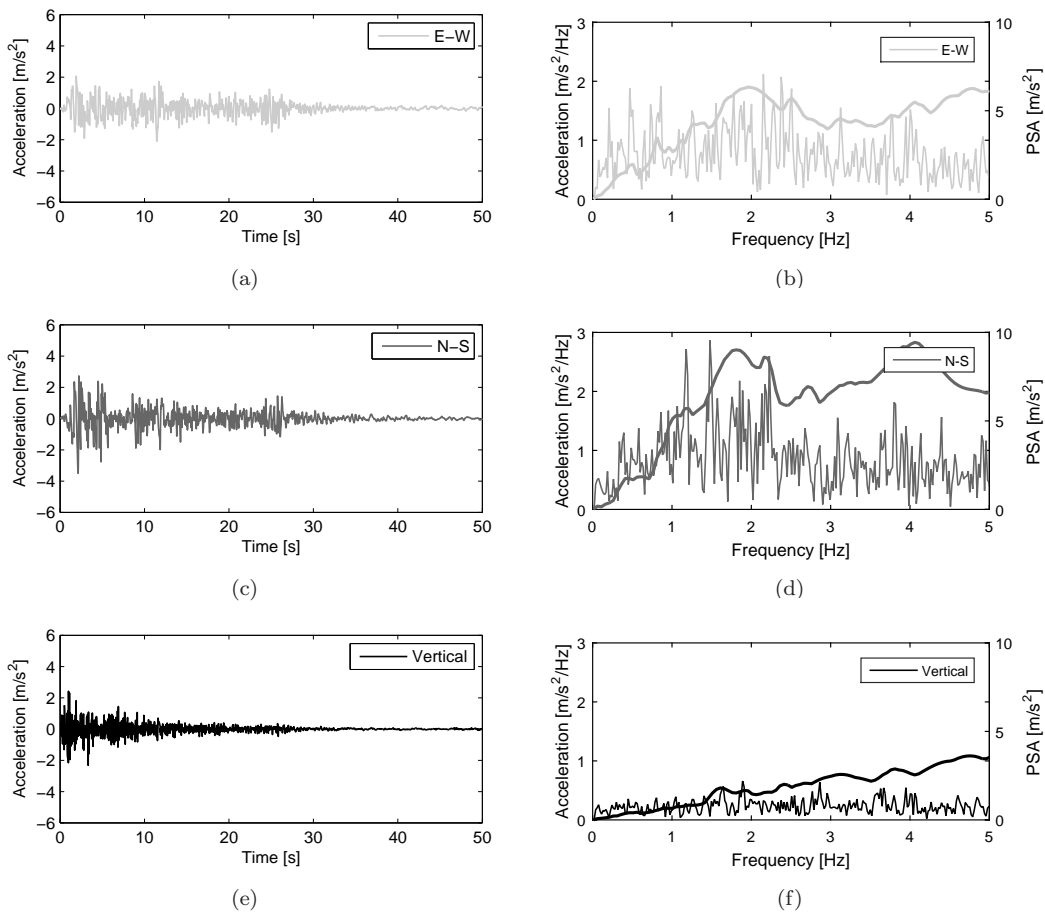 6
4
2
0
−2
−4
−6
Acceleration [m/s²]
E−W
0 10 20 30 40 50
Time [s]
(a)
3
2
1
0
Acceleration [m/s²/Hz]
E-W
10
5
0
PSA [m/s²]
0 1 2 3 4 5
Frequency [Hz]
(b)
6
4
2
0
−2
−4
−6
Acceleration [m/s²]
N−S
0 10 20 30 40 50
Time [s]
(c)
3
2
1
0
Acceleration [m/s²/Hz]
N-S
10
5
0
PSA [m/s²]
0 1 2 3 4 5
Frequency [Hz]
(d)
6
4
2
0
−2
−4
−6
Acceleration [m/s²]
Vertical
0 10 20 30 40 50
Time [s]
(e)
3
2
1
0
Acceleration [m/s²/Hz]
Vertical
10
5
0
PSA [m/s²]
0 1 2 3 4 5
Frequency [Hz]
(f)